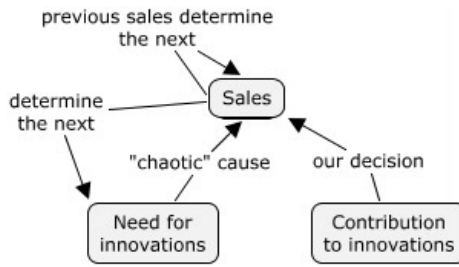 previous sales determine
the next
Sales
determine
the next
"chaotic" cause
our decision
Need for
innovations
Contribution
to innovations